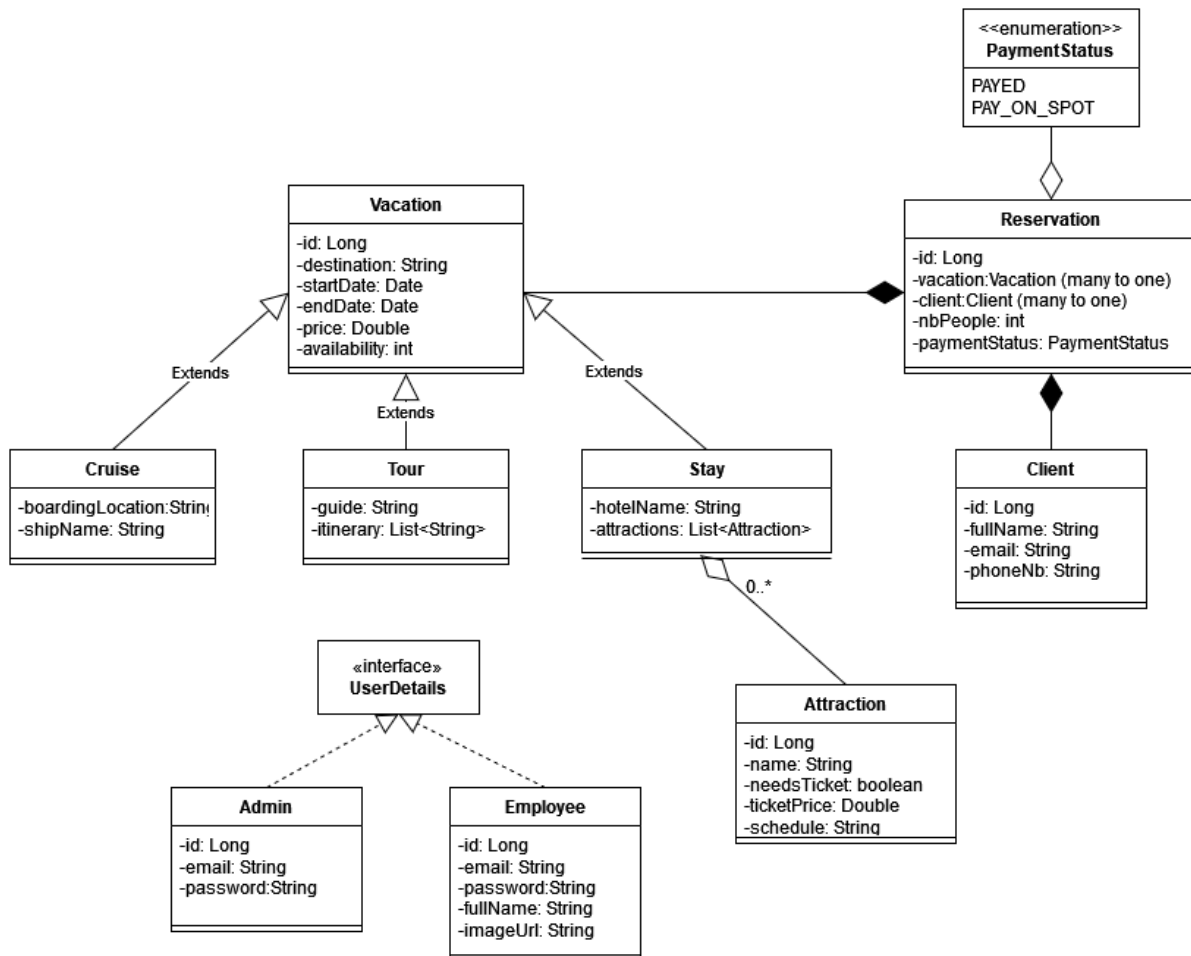 <<enumeration>>
PaymentStatus
PAYED
PAY_ON_SPOT
Vacation
-id: Long
-destination: String
-startDate: Date
-endDate: Date
-price: Double
-availability: int
Reservation
-id: Long
-vacation:Vacation (many to one)
-client:Client (many to one)
-nbPeople: int
-paymentStatus: PaymentStatus
Extends
Extends
Extends
Cruise
-boardingLocation:String
-shipName: String
Tour
-guide: String
-itinerary: List<String>
Stay
-hotelName: String
-attractions: List<Attraction>
Client
-id: Long
-fullName: String
-email: String
-phoneNb: String
0..*
«interface»
UserDetails
Attraction
-id: Long
-name: String
-needsTicket: boolean
-ticketPrice: Double
-schedule: String
Admin
-id: Long
-email: String
-password:String
Employee
-id: Long
-email: String
-password:String
-fullName: String
-imageUrl: String